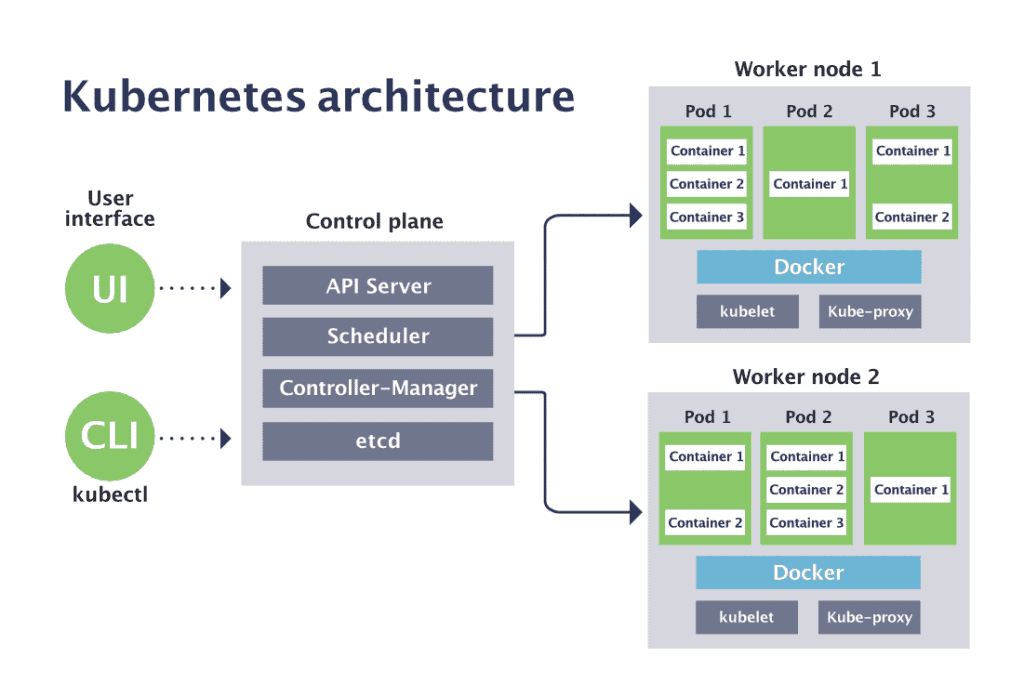 Kubernetes architecture
User
interface
UI
CLI
kubectl
Control plane
API Server
Scheduler
Controller-Manager
etcd
Worker node 1
Pod 1
Pod 2
Pod 3
Container 1
Container 2
Container 3
Container 1
Container 1
Container 2
Docker
kubelet
Kube-proxy
Worker node 2
Pod 1
Pod 2
Pod 3
Container 1
Container 2
Container 1
Container 2
Container 3
Container 1
Docker
kubelet
Kube-proxy